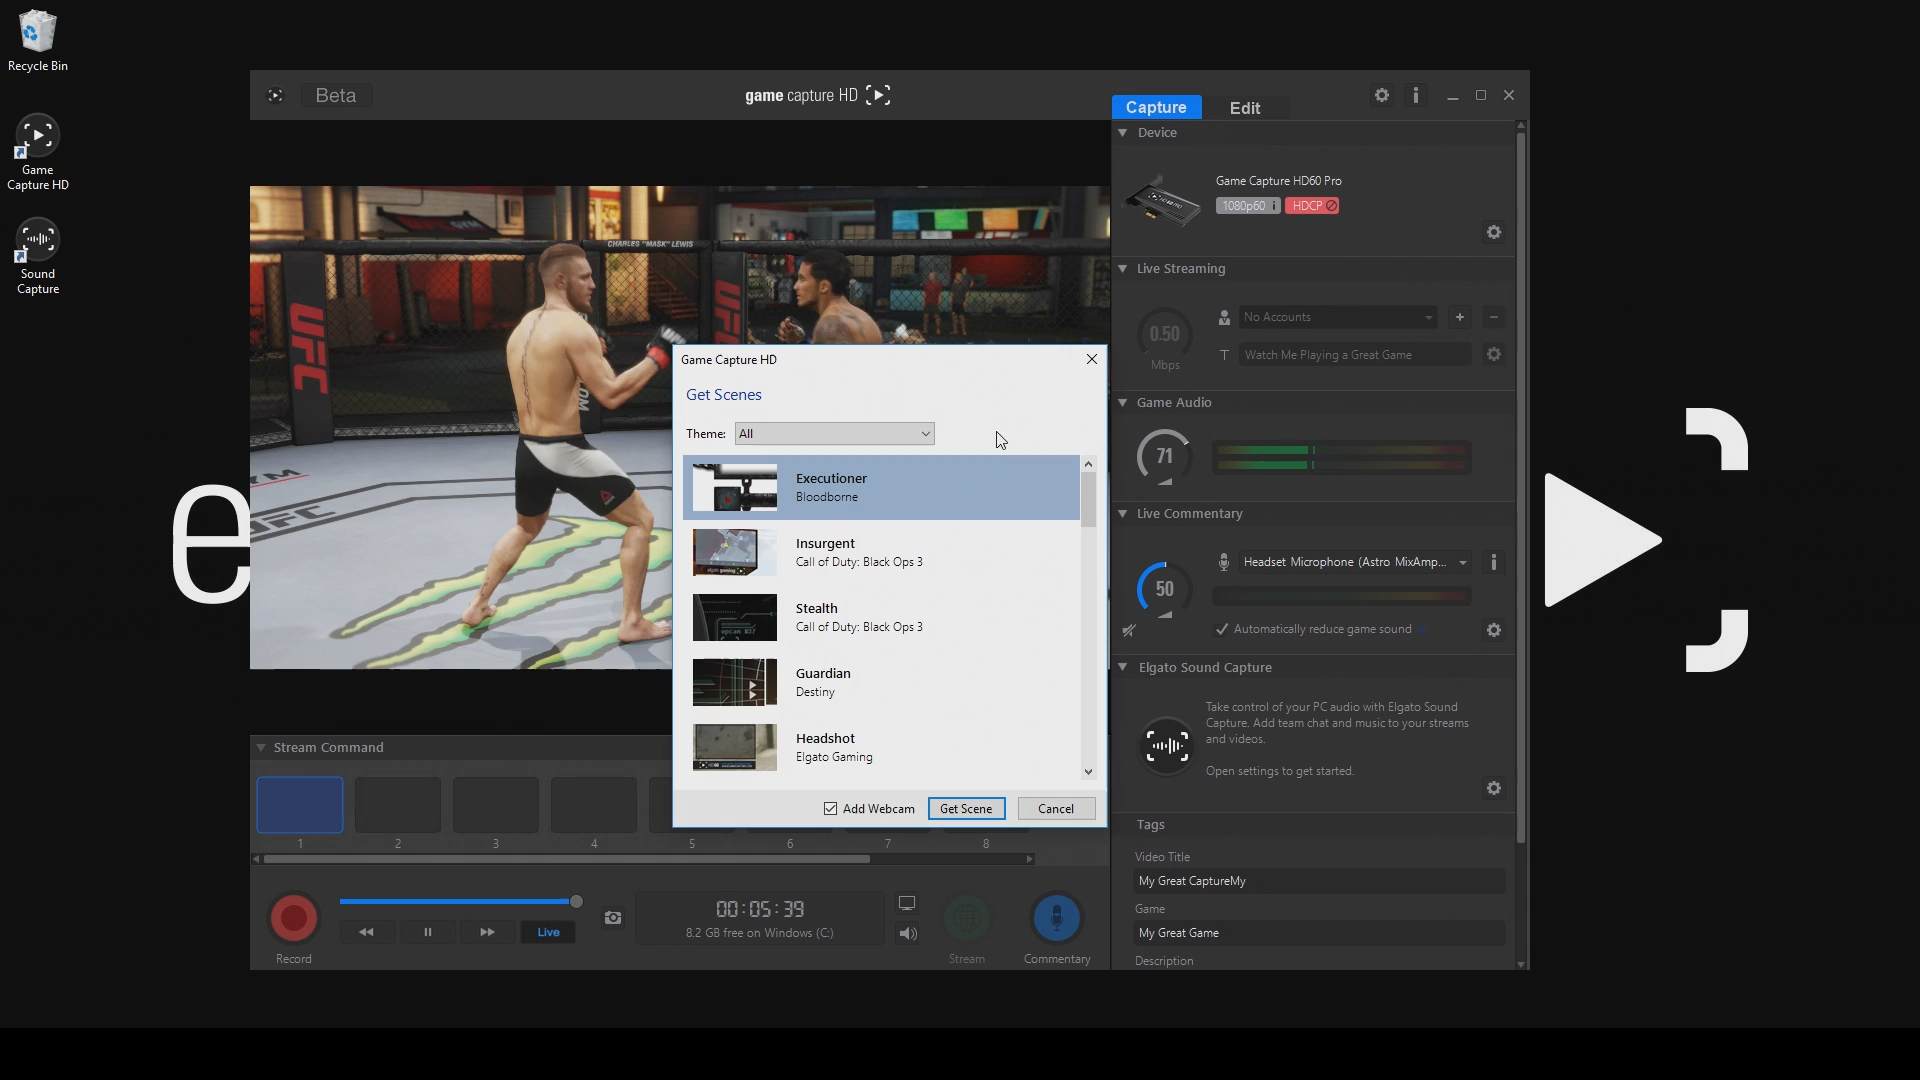 Recycle Bin
Game
Capture HD
Sound
Capture
e
Beta
game capture HD
Capture
Edit
Device
Game Capture HD60 Pro
1080p60 i
HDCP
Live Streaming
0.50
Mbps
No Accounts
T
Watch Me Playing a Great Game
Game Audio
71
Live Commentary
50
Headset Microphone (Astro MixAmp...
Automatically reduce game sound
Elgato Sound Capture
Take control of your PC audio with Elgato Sound
Capture. Add team chat and music to your streams
and videos.
Open settings to get started.
Tags
Video Title
My Great CaptureMy
Game
My Great Game
Description
CHARLES "MASK" LEWIS
UFC
UFC
UFC
Game Capture HD
Get Scenes
Theme:
All
Executioner
Bloodborne
Insurgent
Call of Duty: Black Ops 3
Stealth
Call of Duty: Black Ops 3
Guardian
Destiny
Headshot
Elgato Gaming
Add Webcam
Get Scene
Cancel
Stream Command
1
2
3
4
5
6
7
8
Record
Live
00:05:39
8.2 GB free on Windows (C:)
Stream
Commentary